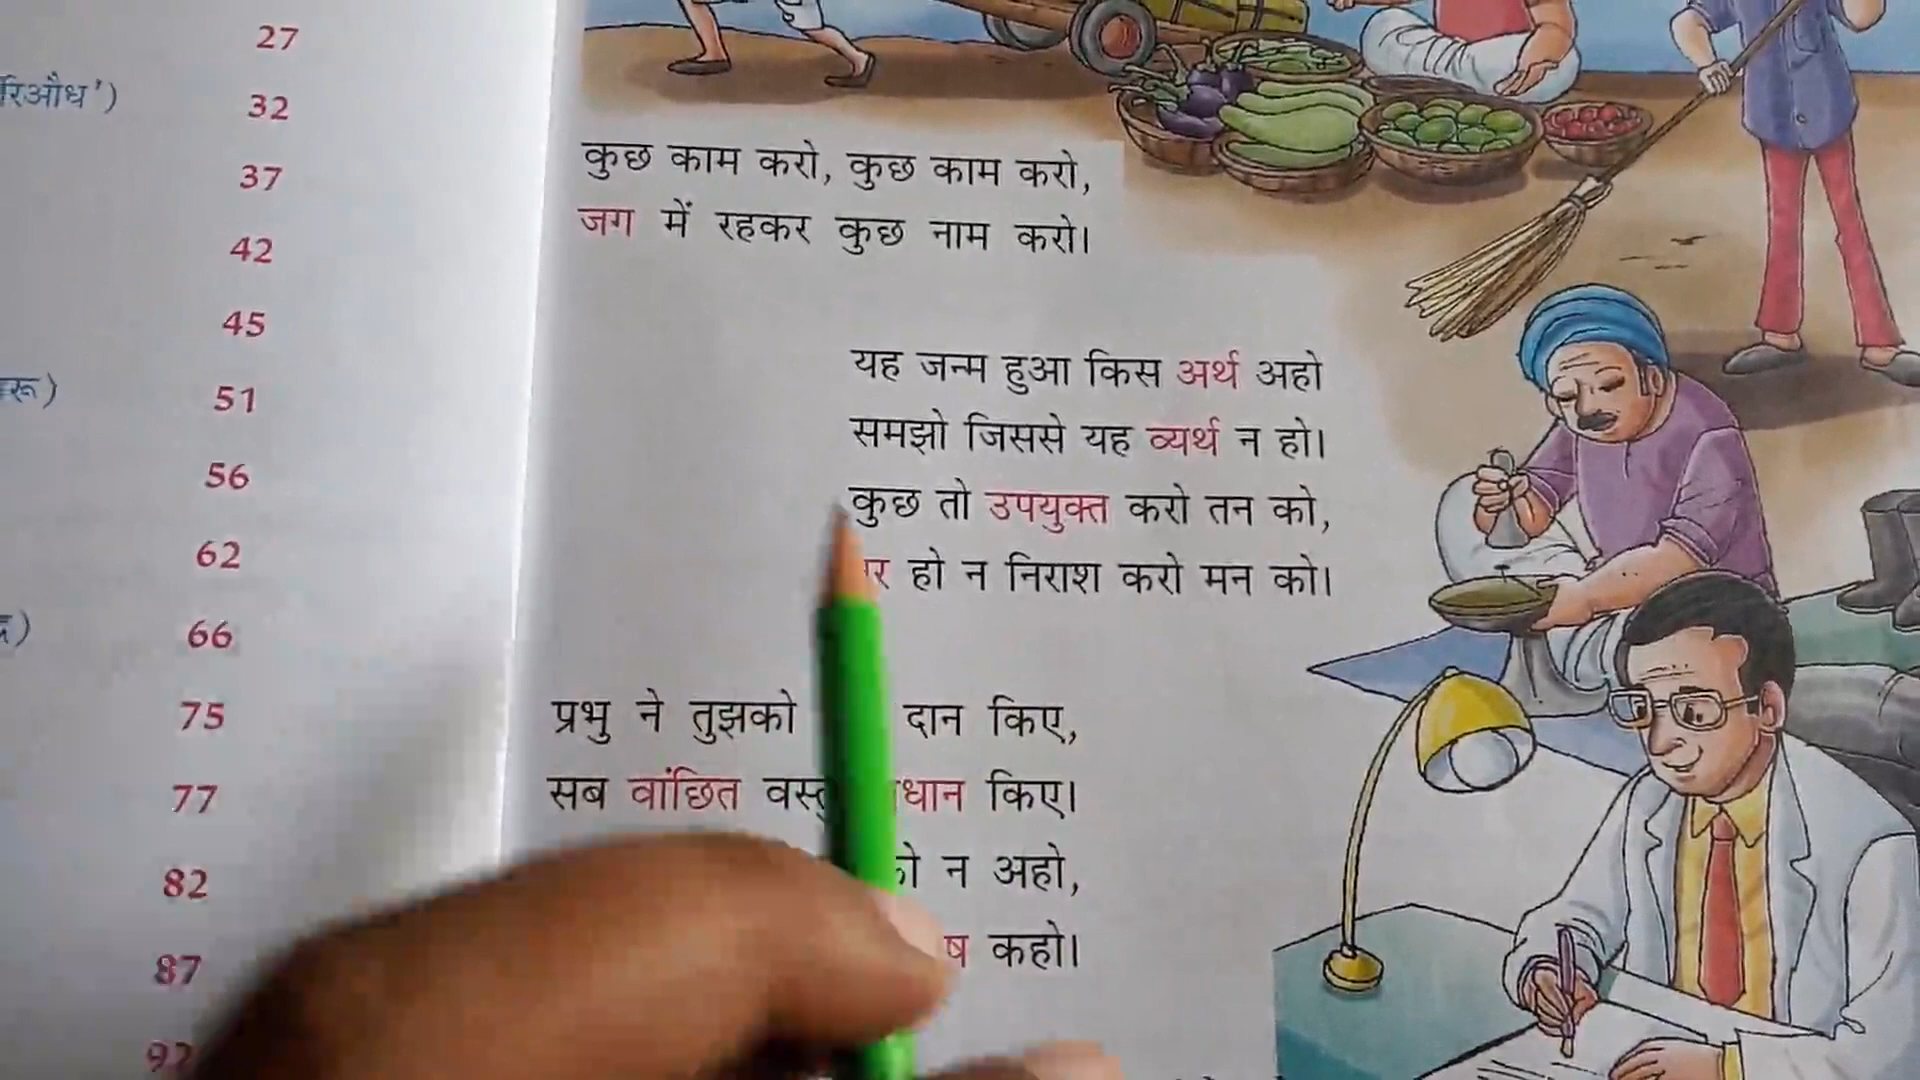 27
रिऔध')
32
37
42
45
51
56
62
66
75
77
82
87
92
कुछ काम करो, कुछ काम करो,
जग में रहकर कुछ नाम करो।
यह जन्म हुआ किस अर्थ अहो
समझो जिससे यह व्यर्थ न हो।
कुछ तो उपयुक्त करो तन को,
हो न निराश करो मन को।
प्रभु ने तुझको दान किए,
सब वांछित किए।
न अहो,
कहो।